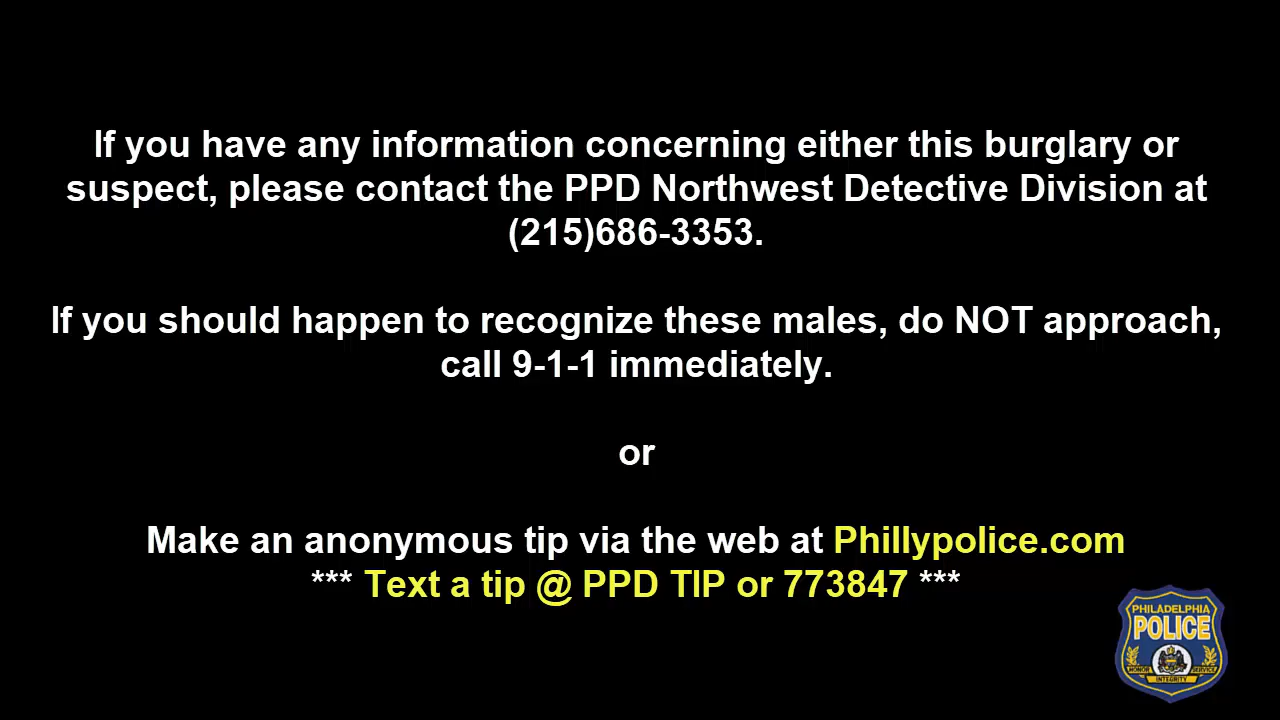 If you have any information concerning either this burglary or
suspect, please contact the PPD Northwest Detective Division at
(215)686-3353.
If you should happen to recognize these males, do NOT approach,
call 9-1-1 immediately.
or
Make an anonymous tip via the web at Phillypolice.com
*** Text a tip @ PPD TIP or 773847 ***
PHILADELPHIA
POLICE
HONOR SERVICE
INTEGRITY